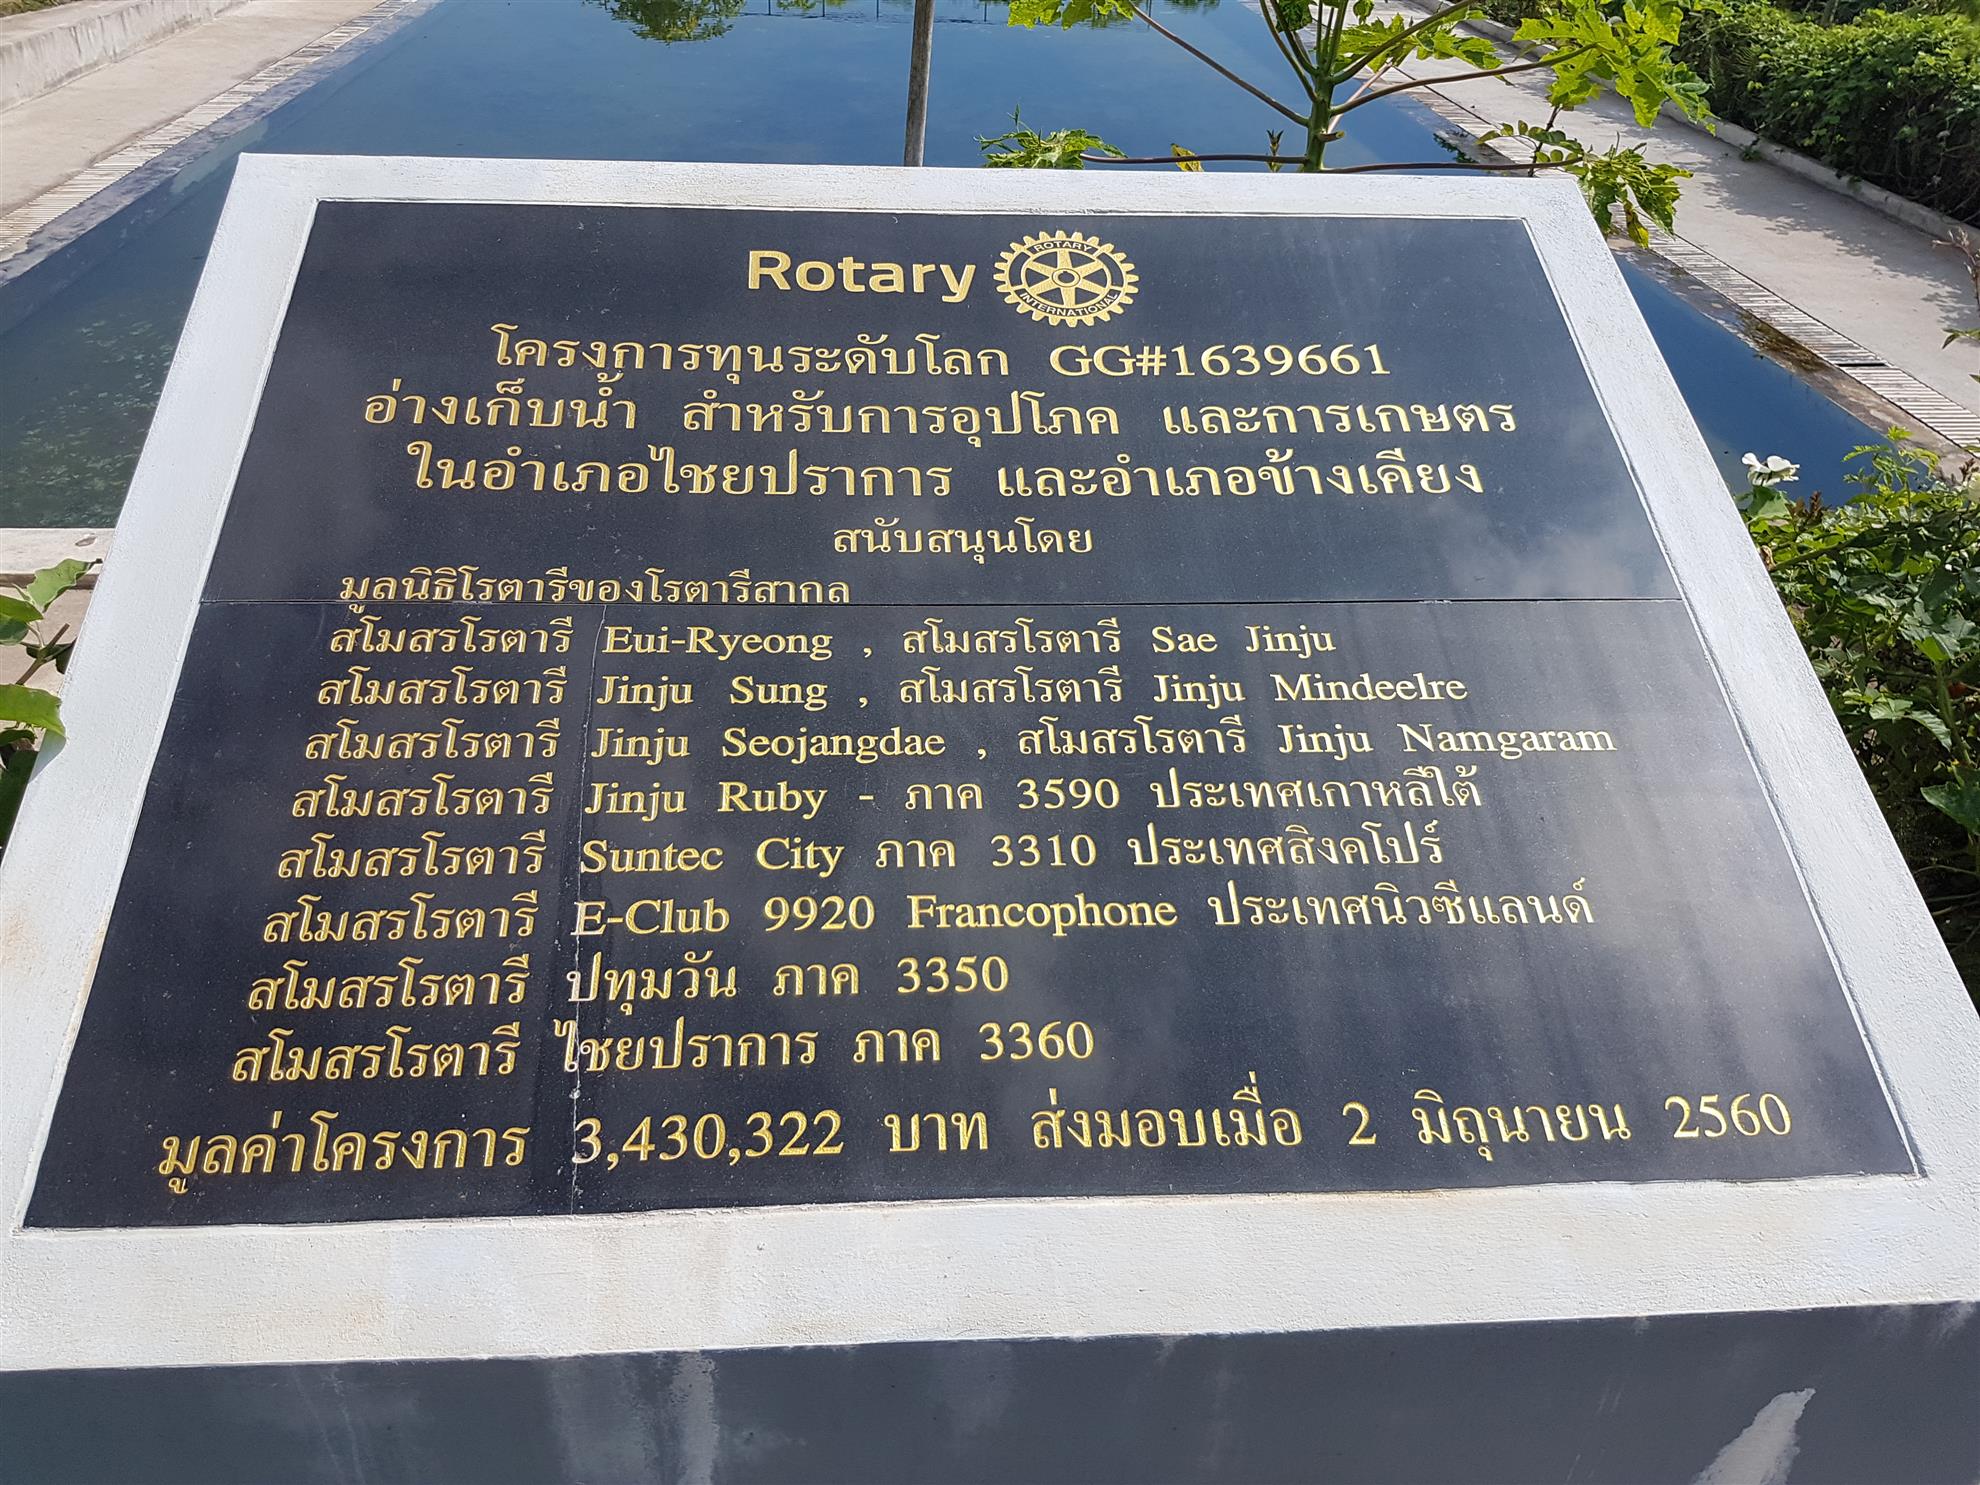 Rotary
ROTARY
INTERNATIONAL
โครงการทุนระดับโลก GG#1639661
อ่างเก็บน้ำ สำหรับการอุปโภค และการเกษตร
ในอำเภอไชยปราการ และอำเภอข้างเคียง
สนับสนุนโดย
มูลนิธิโรตารีของโรตารีสากล
สโมสรโรตารี Eui-Ryeong , สโมสรโรตารี Sae Jinju
สโมสรโรตารี Jinju Sung , สโมสรโรตารี Jinju Mindeelre
สโมสรโรตารี Jinju Seojangdae , สโมสรโรตารี Jinju Namgaram
สโมสรโรตารี Jinju Ruby - ภาค 3590 ประเทศเกาหลีใต้
สโมสรโรตารี Suntec City ภาค 3310 ประเทศสิงคโปร์
สโมสรโรตารี E-Club 9920 Francophone ประเทศนิวซีแลนด์
สโมสรโรตารี ปทุมวัน ภาค 3350
สโมสรโรตารี ไชยปราการ ภาค 3360
มูลค่าโครงการ 3,430,322 บาท ส่งมอบเมื่อ 2 มิถุนายน 2560